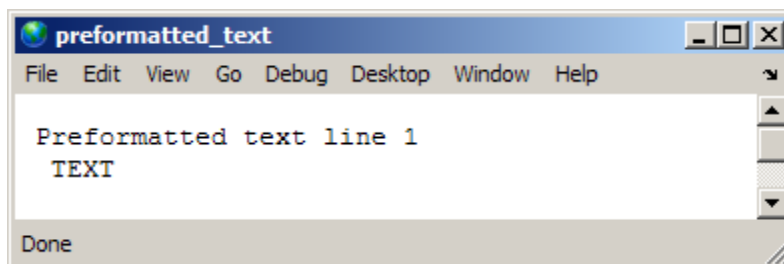 preformatted_text
File Edit View Go Debug Desktop Window Help
Preformatted text line 1
 TEXT
Done